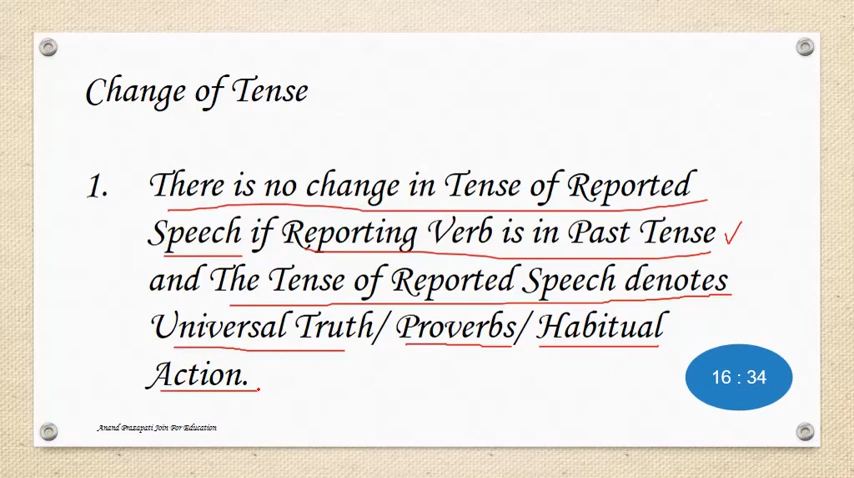 Change of Tense
1. There is no change in Tense of Reported
Speech if Reporting Verb is in Past Tense
and The Tense of Reported Speech denotes
Universal Truth/ Proverbs/ Habitual
Action.
16 : 34
Anand Prazapati Join For Education